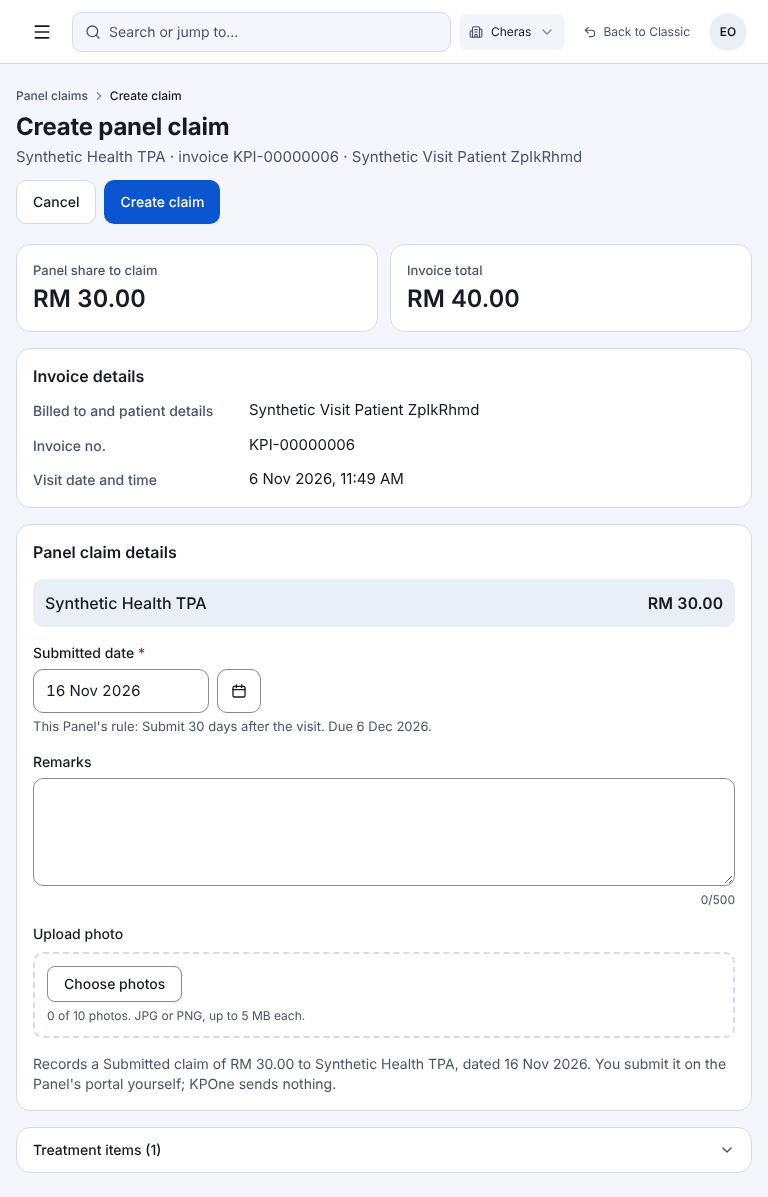 Search or jump to...
Cheras
Back to Classic
EO
Panel claims > Create claim
Create panel claim
Synthetic Health TPA · invoice KPI-00000006 · Synthetic Visit Patient ZpIkRhmd
Cancel
Create claim
Panel share to claim
RM 30.00
Invoice total
RM 40.00
Invoice details
Billed to and patient details
Synthetic Visit Patient ZpIkRhmd
Invoice no.
KPI-00000006
Visit date and time
6 Nov 2026, 11:49 AM
Panel claim details
Synthetic Health TPA
RM 30.00
Submitted date *
16 Nov 2026
This Panel's rule: Submit 30 days after the visit. Due 6 Dec 2026.
Remarks
0/500
Upload photo
Choose photos
0 of 10 photos. JPG or PNG, up to 5 MB each.
Records a Submitted claim of RM 30.00 to Synthetic Health TPA, dated 16 Nov 2026. You submit it on the
Panel's portal yourself; KPOne sends nothing.
Treatment items (1)